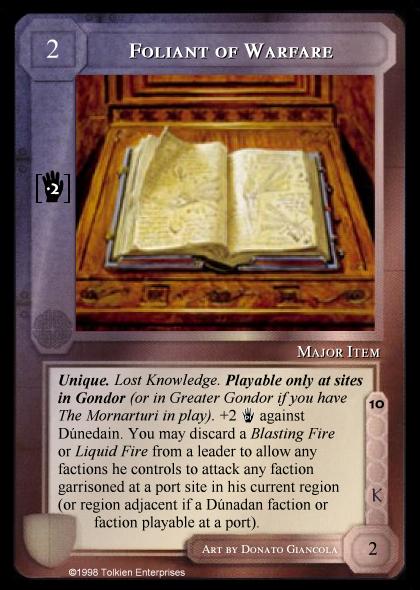 2
Foliant of Warfare
[2]
Major Item
Unique. Lost Knowledge. Playable only at sites
in Gondor (or in Greater Gondor if you have
The Mornarturi in play). +2 against
Dúnedain. You may discard a Blasting Fire
or Liquid Fire from a leader to allow any
factions he controls to attack any faction
garrisoned at a port site in his current region
(or region adjacent if a Dúnadan faction or
faction playable at a port).
10
K
Art by Donato Giancola
2
©1998 Tolkien Enterprises